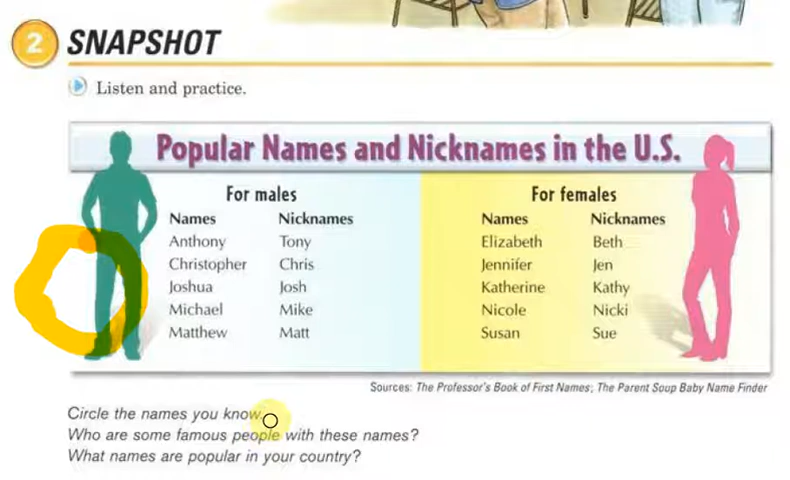 2 SNAPSHOT
Listen and practice.
Popular Names and Nicknames in the U.S.
For males
Names Nicknames
Anthony Tony
Christopher Chris
Joshua Josh
Michael Mike
Matthew Matt
For females
Names Nicknames
Elizabeth Beth
Jennifer Jen
Katherine Kathy
Nicole Nicki
Susan Sue
Sources: The Professor's Book of First Names; The Parent Soup Baby Name Finder
Circle the names you know.
Who are some famous people with these names?
What names are popular in your country?